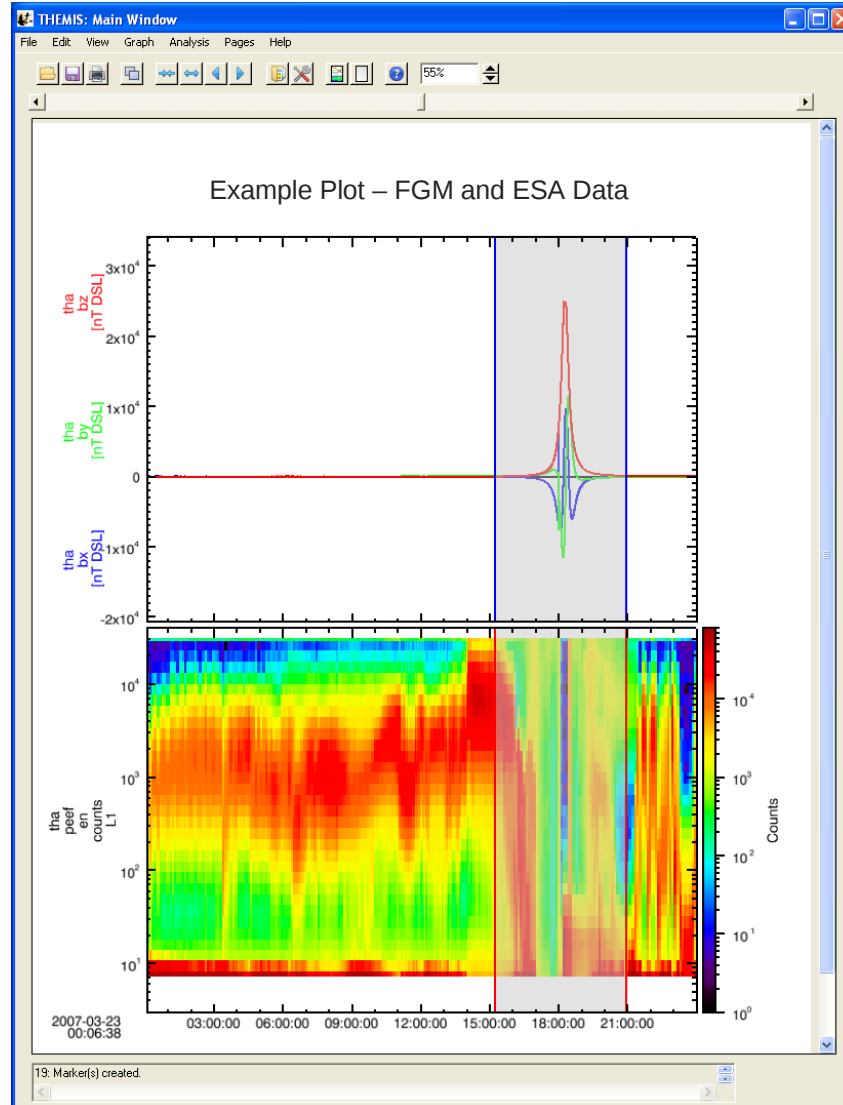 THEMIS: Main Window
File Edit View Graph Analysis Pages Help
55%
Example Plot – FGM and ESA Data
3x10⁴
2x10⁴
1x10⁴
0
-1x10⁴
-2x10⁴
tha
bz
[nT DSL]
tha
by
[nT DSL]
tha
bx
[nT DSL]
10⁴
10³
10²
10¹
tha
peef
en
counts
L1
10⁴
10³
10²
10¹
10⁰
Counts
2007-03-23
00:06:38
03:00:00 06:00:00 09:00:00 12:00:00 15:00:00 18:00:00 21:00:00
19: Marker(s) created.